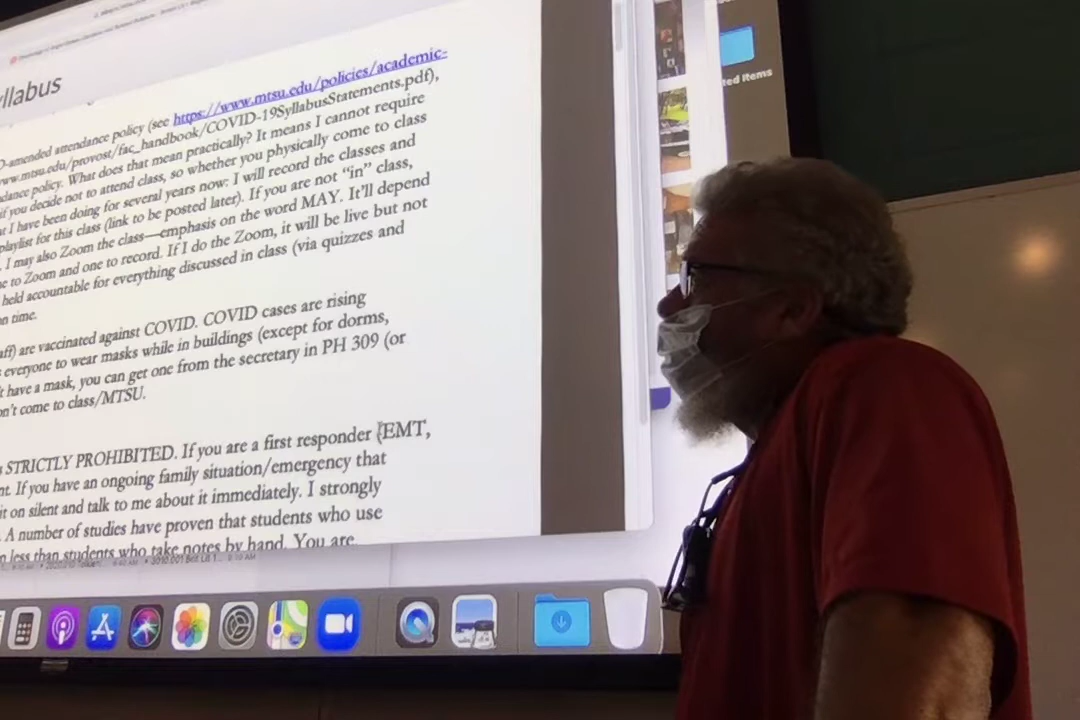 yllabus
D-amended attendance policy (see https://www.mtsu.edu/policies/academic-
www.mtsu.edu/provost/fac_handbook/COVID-19SyllabusStatements.pdf),
dance policy. What does that mean practically? It means I cannot require
if you decide not to attend class, so whether you physically come to class
t I have been doing for several years now: I will record the classes and
playlist for this class (link to be posted later). If you are not “in” class,
, I may also Zoom the class—emphasis on the word MAY. It’ll depend
e to Zoom and one to record. If I do the Zoom, it will be live but not
held accountable for everything discussed in class (via quizzes and
on time.
aff) are vaccinated against COVID. COVID cases are rising
s everyone to wear masks while in buildings (except for dorms,
't have a mask, you can get one from the secretary in PH 309 (or
on’t come to class/MTSU.
s STRICTLY PROHIBITED. If you are a first responder (EMT,
nt. If you have an ongoing family situation/emergency that
it on silent and talk to me about it immediately. I strongly
. A number of studies have proven that students who use
n less than students who take notes by hand. You are
ted Items